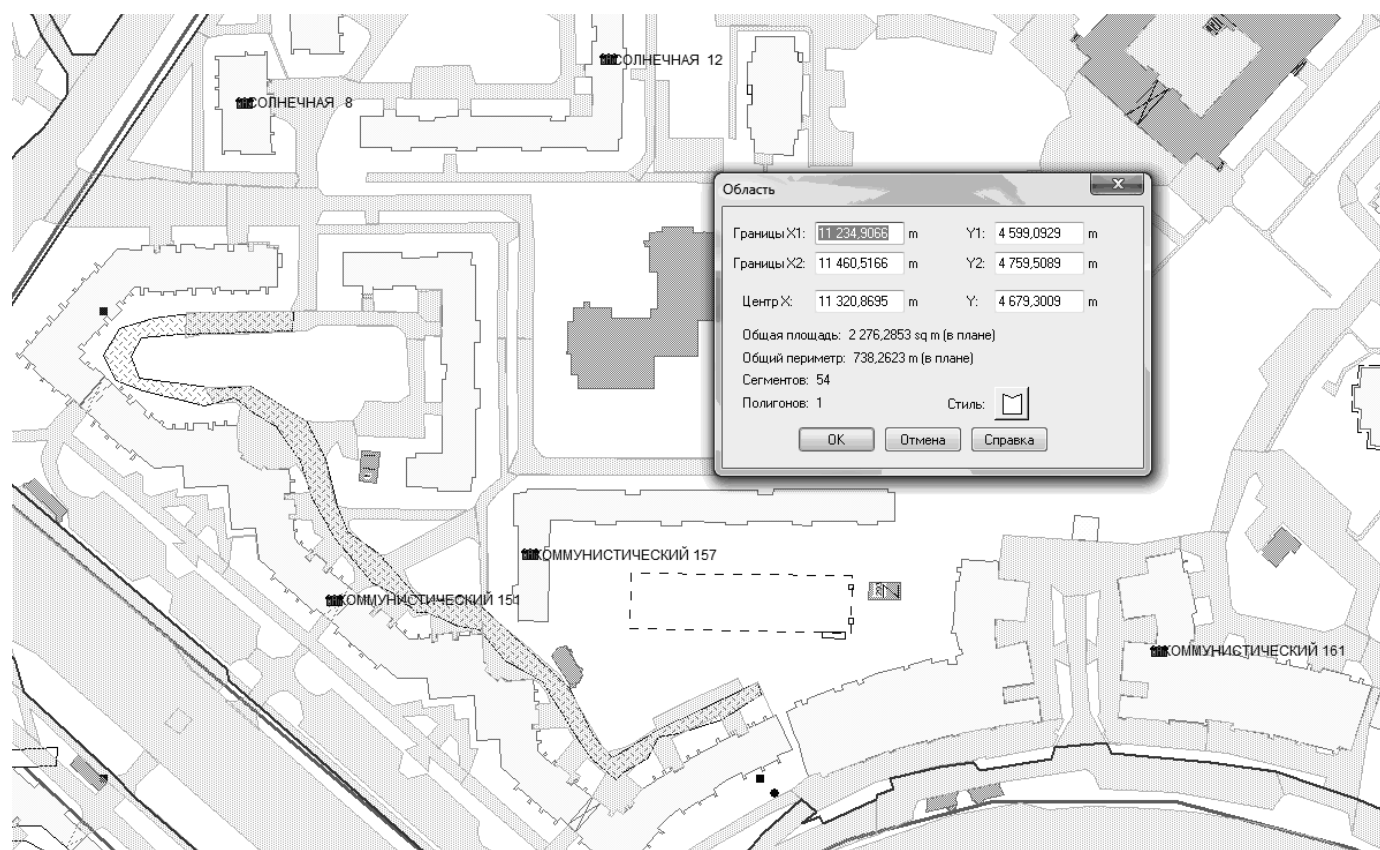 СОЛНЕЧНАЯ 12
СОЛНЕЧНАЯ 8
Область
Границы X1: 11 234,9066 m Y1: 4 599,0929 m
Границы X2: 11 460,5166 m Y2: 4 759,5089 m
Центр X: 11 320,8695 m Y: 4 679,3009 m
Общая площадь: 2 276,2853 sq m (в плане)
Общий периметр: 738,2623 m (в плане)
Сегментов: 54
Полигонов: 1 Стиль:
OK Отмена Справка
КОММУНИСТИЧЕСКИЙ 157
КОММУНИСТИЧЕСКИЙ 151
КОММУНИСТИЧЕСКИЙ 161